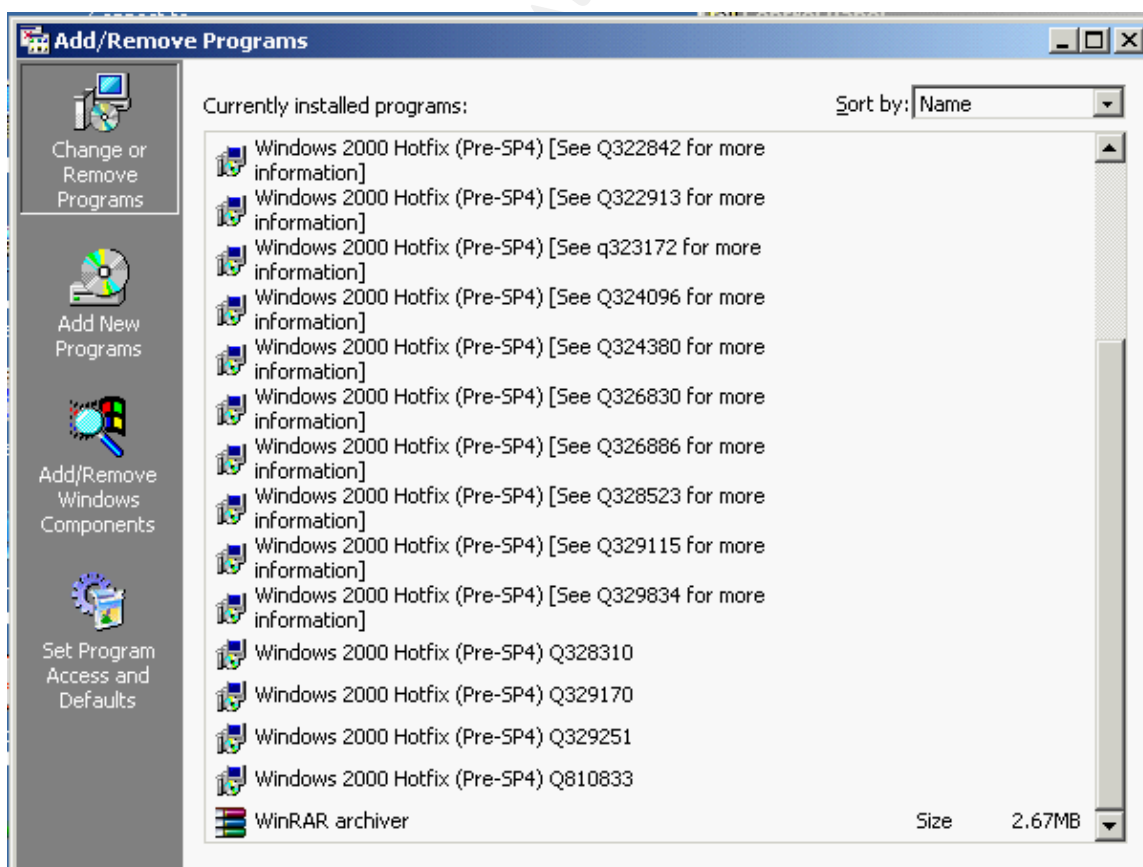 Add/Remove Programs
Change or
Remove
Programs
Add New
Programs
Add/Remove
Windows
Components
Set Program
Access and
Defaults
Currently installed programs:
Sort by: Name
Windows 2000 Hotfix (Pre-SP4) [See Q322842 for more
information]
Windows 2000 Hotfix (Pre-SP4) [See Q322913 for more
information]
Windows 2000 Hotfix (Pre-SP4) [See q323172 for more
information]
Windows 2000 Hotfix (Pre-SP4) [See Q324096 for more
information]
Windows 2000 Hotfix (Pre-SP4) [See Q324380 for more
information]
Windows 2000 Hotfix (Pre-SP4) [See Q326830 for more
information]
Windows 2000 Hotfix (Pre-SP4) [See Q326886 for more
information]
Windows 2000 Hotfix (Pre-SP4) [See Q328523 for more
information]
Windows 2000 Hotfix (Pre-SP4) [See Q329115 for more
information]
Windows 2000 Hotfix (Pre-SP4) [See Q329834 for more
information]
Windows 2000 Hotfix (Pre-SP4) Q328310
Windows 2000 Hotfix (Pre-SP4) Q329170
Windows 2000 Hotfix (Pre-SP4) Q329251
Windows 2000 Hotfix (Pre-SP4) Q810833
WinRAR archiver Size 2.67MB